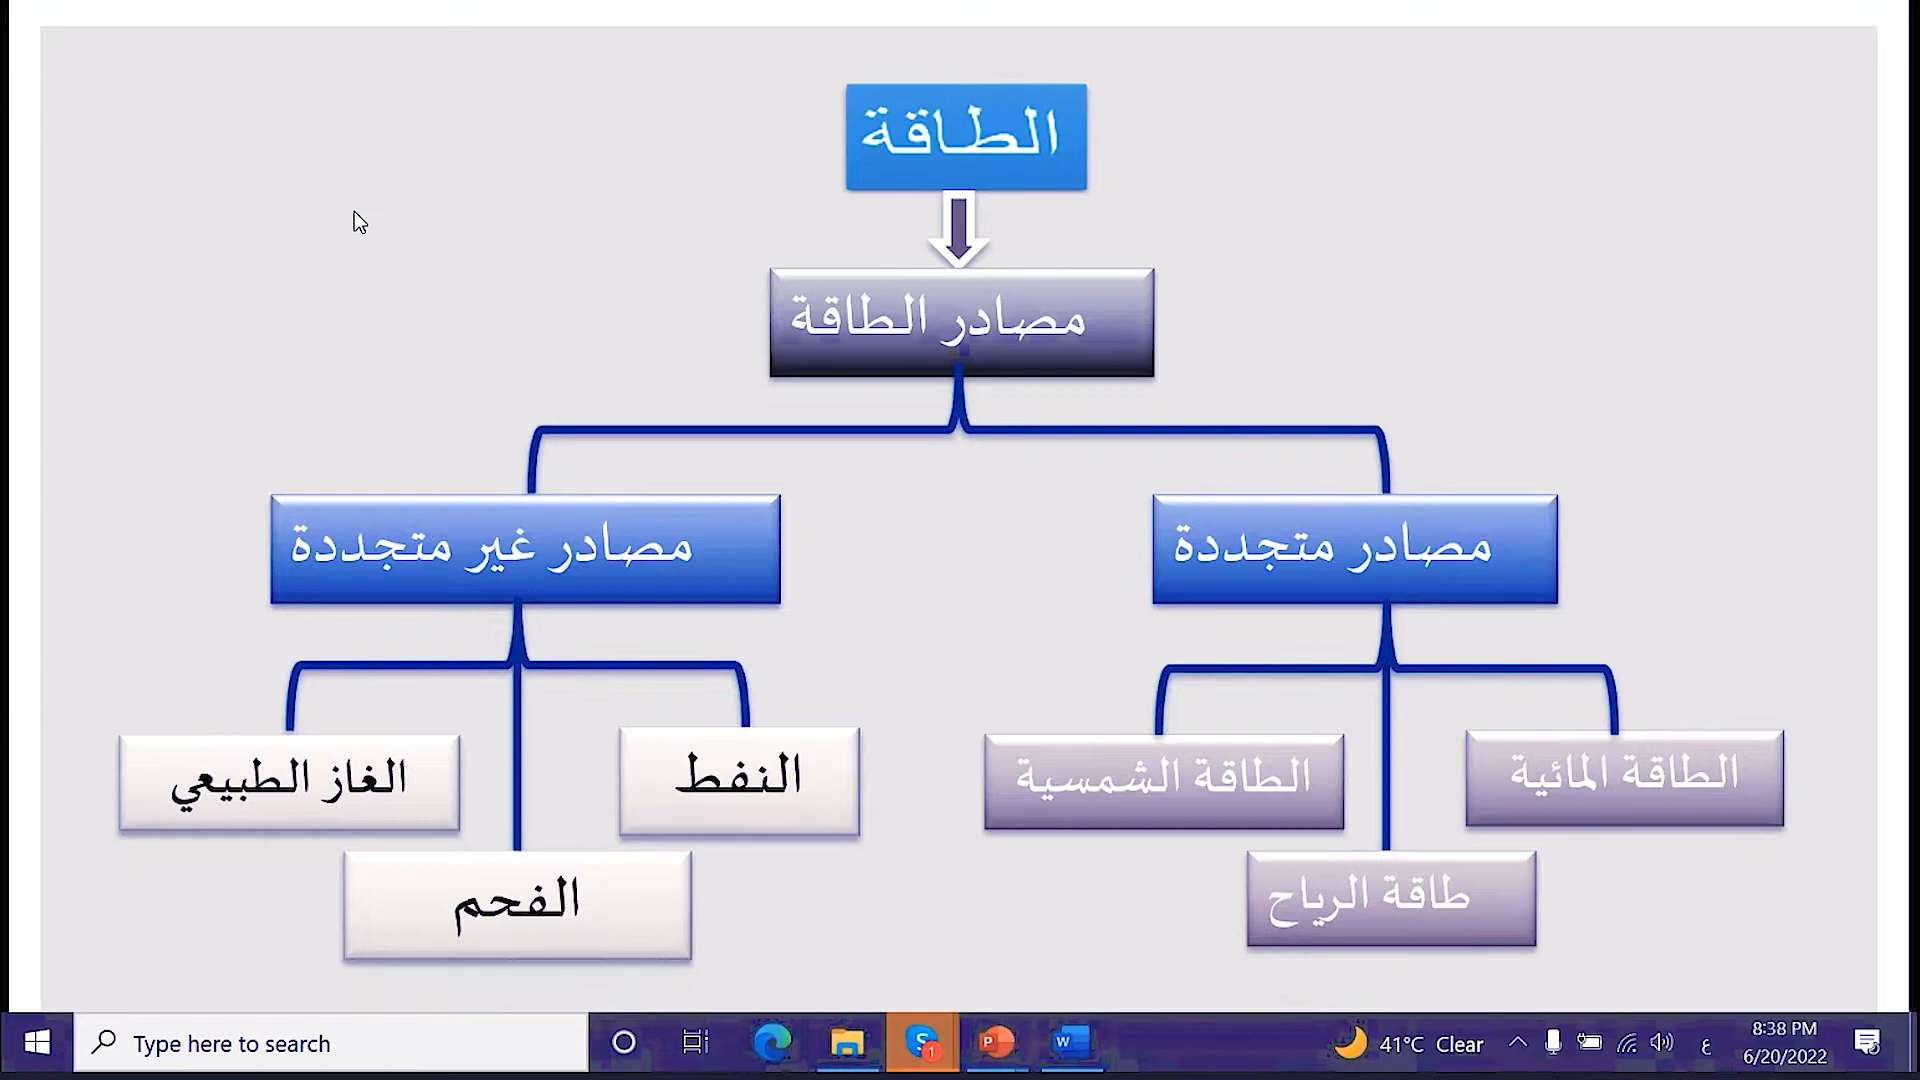 الطاقة
مصادر الطاقة
مصادر متجددة
مصادر غير متجددة
الطاقة المائية
الطاقة الشمسية
طاقة الرياح
النفط
الغاز الطبيعي
الفحم
Type here to search
41°C Clear
ع
8:38 PM
6/20/2022